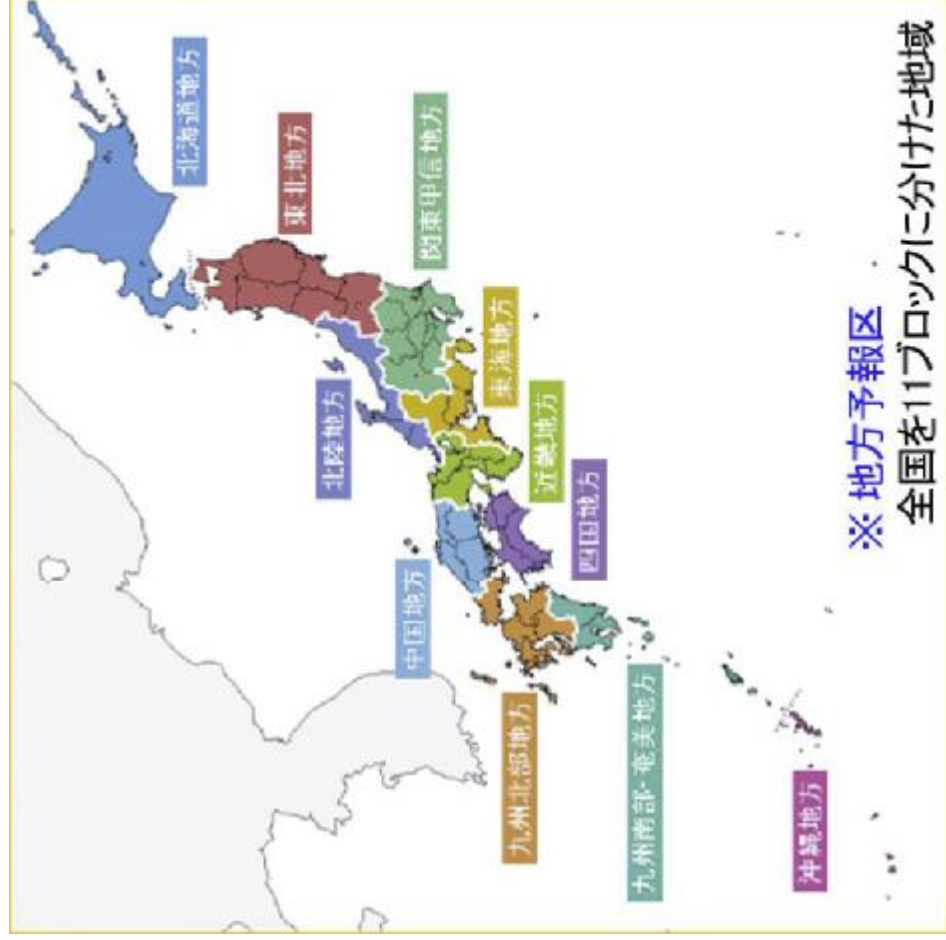 北海道地方
東北地方
関東甲信地方
北陸地方
東海地方
近畿地方
中国地方
四国地方
九州北部地方
九州南部・奄美地方
沖縄地方
※ 地方予報区
全国を11ブロックに分けた地域